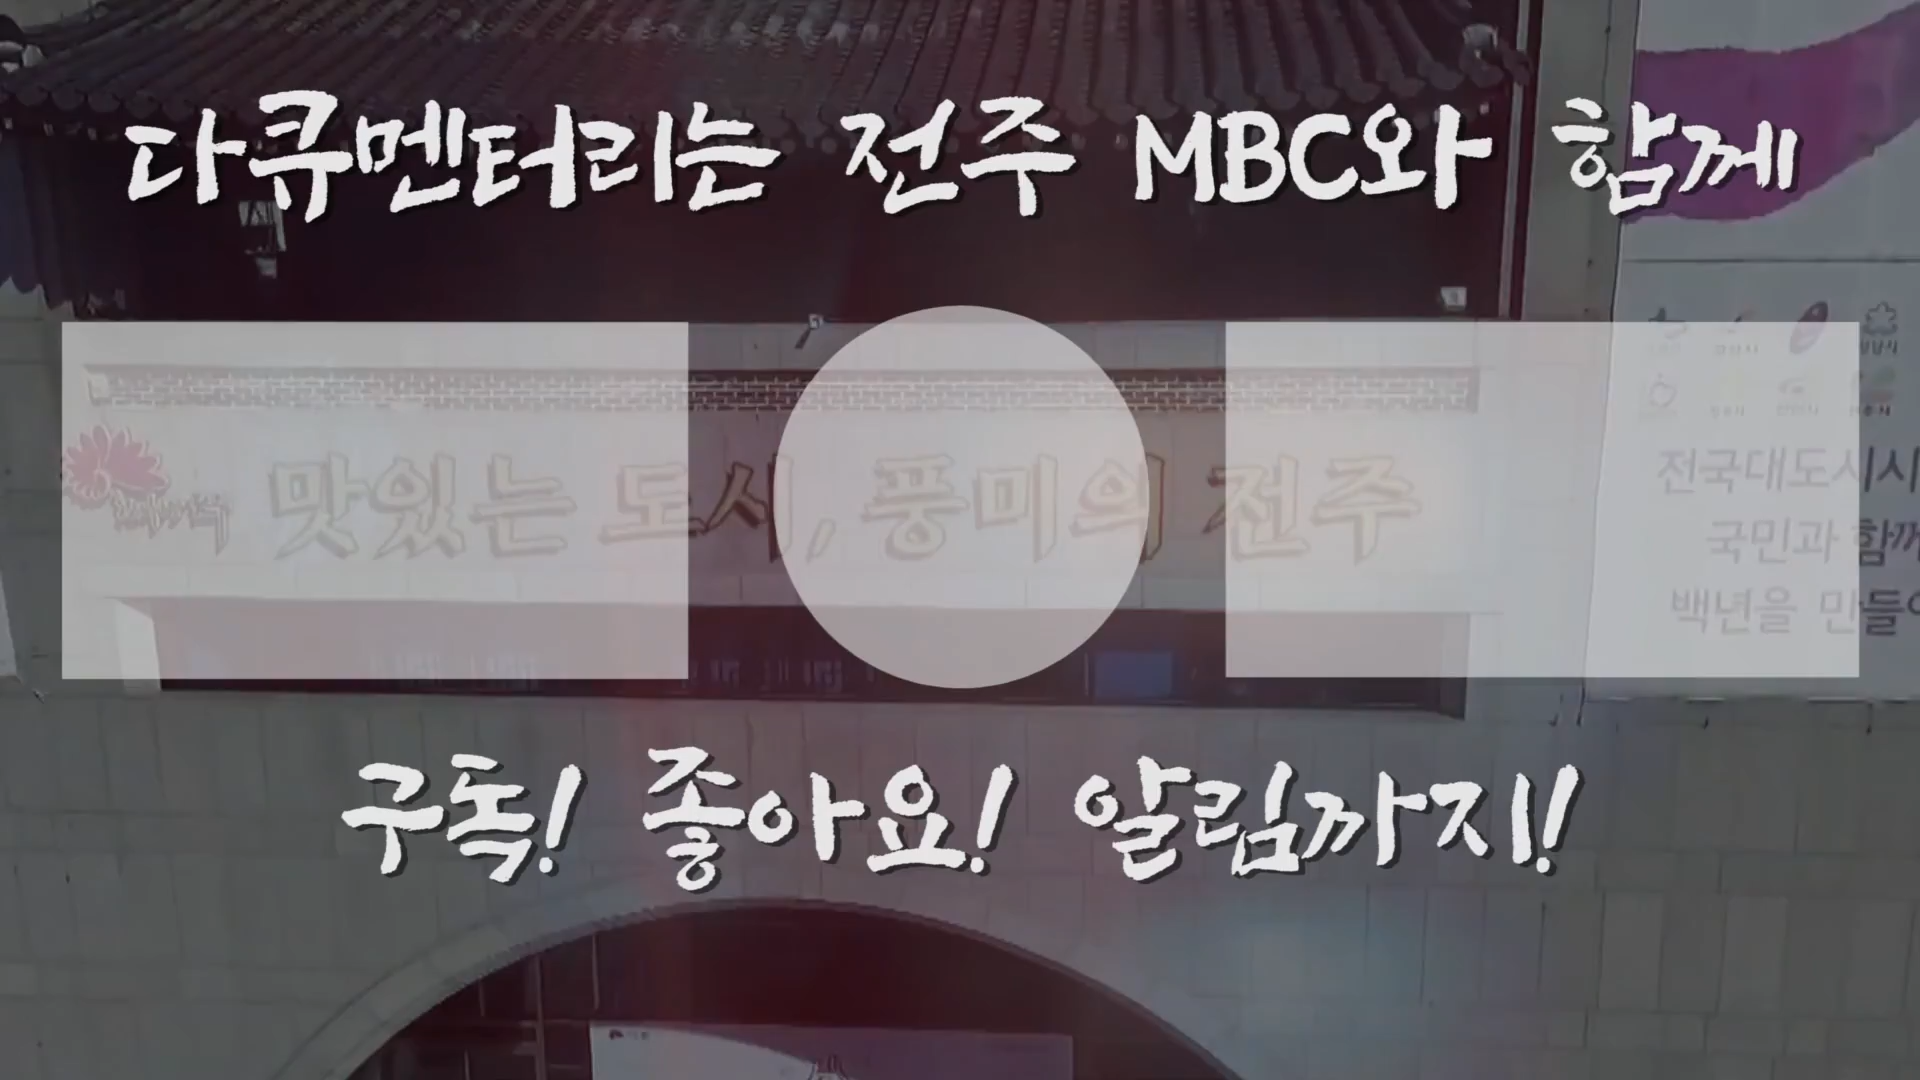 다큐멘터리는 전주 MBC와 함께
맛있는 도시, 풍미의 전주
전국대도시시
국민과 함께
백년을 만들
구독! 좋아요! 알림까지!